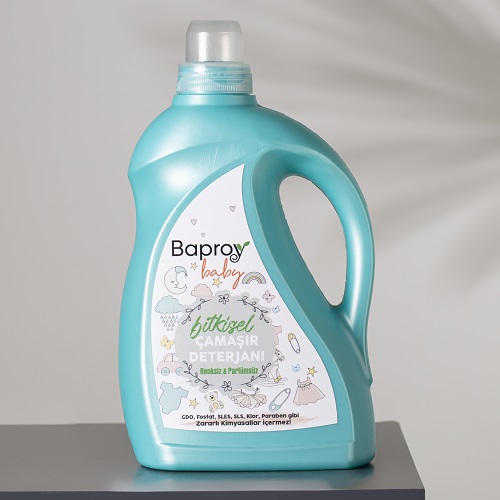 Baproy
baby
bitkisel
ÇAMAŞIR
DETERJANI
Renksiz & Parfümsüz
GDO, Fosfat, SLES, SLS, Klor, Paraben gibi
Zararlı Kimyasallar İçermez!